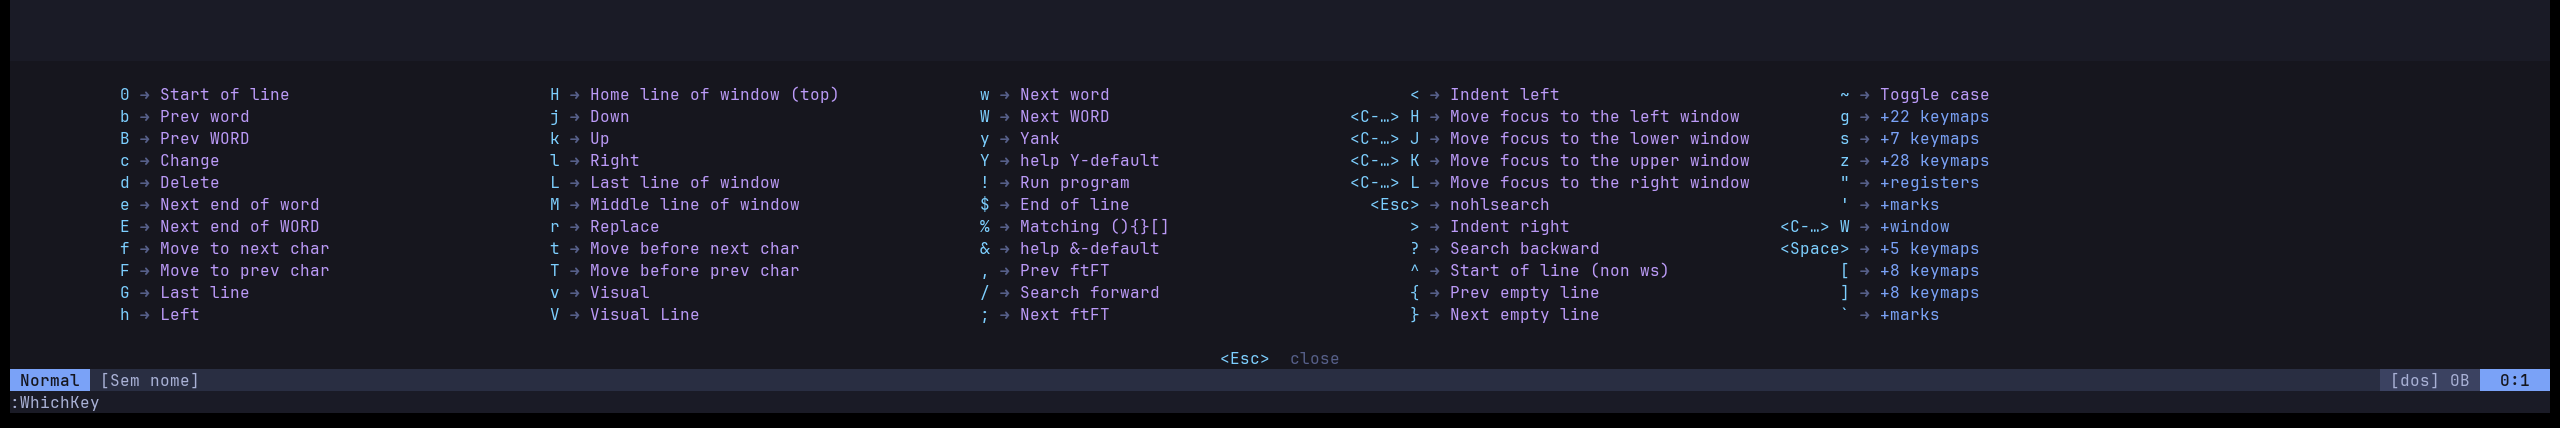 0 → Start of line H → Home line of window (top) w → Next word < → Indent left ~ → Toggle case
b → Prev word j → Down W → Next WORD <C-…> H → Move focus to the left window g → +22 keymaps
B → Prev WORD k → Up y → Yank <C-…> J → Move focus to the lower window s → +7 keymaps
c → Change l → Right Y → help Y-default <C-…> K → Move focus to the upper window z → +28 keymaps
d → Delete L → Last line of window ! → Run program <C-…> L → Move focus to the right window " → +registers
e → Next end of word M → Middle line of window $ → End of line <Esc> → nohlsearch ' → +marks
E → Next end of WORD r → Replace % → Matching (){}[] > → Indent right <C-…> W → +window
f → Move to next char t → Move before next char & → help &-default ? → Search backward <Space> → +5 keymaps
F → Move to prev char T → Move before prev char , → Prev ftFT ^ → Start of line (non ws) [ → +8 keymaps
G → Last line v → Visual / → Search forward { → Prev empty line ] → +8 keymaps
h → Left V → Visual Line ; → Next ftFT } → Next empty line ` → +marks
<Esc> close
Normal [Sem nome] [dos] 0B 0:1
:WhichKey